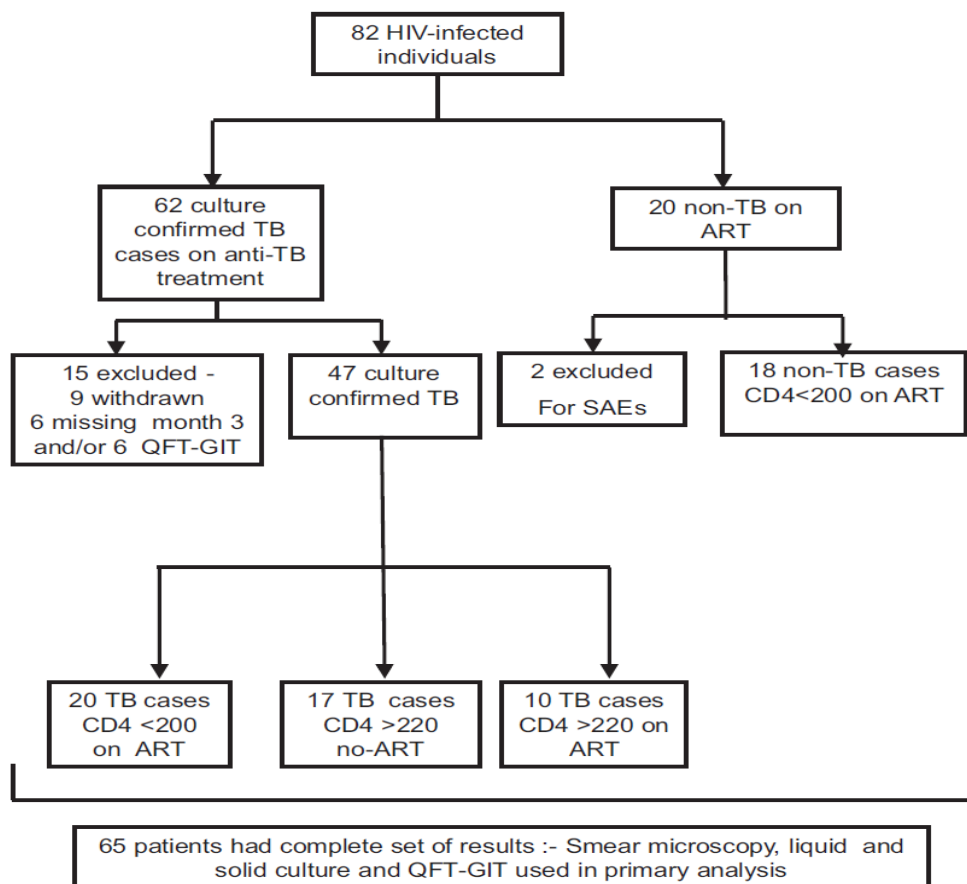 82 HIV-infected
individuals
62 culture
confirmed TB
cases on anti-TB
treatment
20 non-TB on
ART
15 excluded -
9 withdrawn
6 missing month 3
and/or 6 QFT-GIT
47 culture
confirmed TB
2 excluded
For SAEs
18 non-TB cases
CD4<200 on ART
20 TB cases
CD4 <200
on ART
17 TB cases
CD4 >220
no-ART
10 TB cases
CD4 >220 on
ART
65 patients had complete set of results :- Smear microscopy, liquid and
solid culture and QFT-GIT used in primary analysis